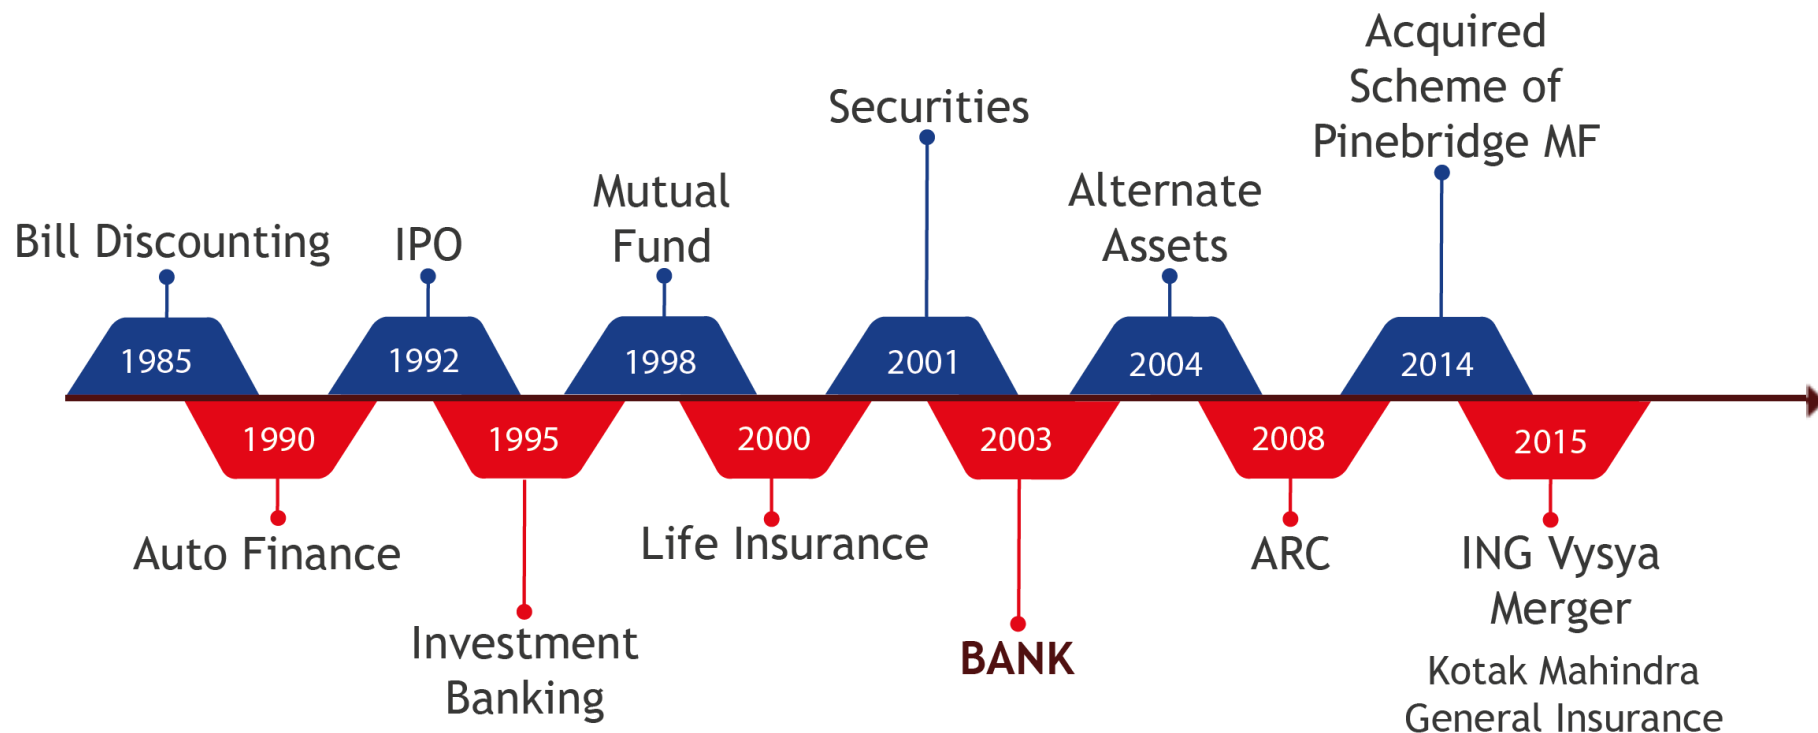 Acquired
Scheme of
Pinebridge MF
Securities
Mutual
Fund
Alternate
Assets
Bill Discounting
IPO
1985
1992
1998
2001
2004
2014
1990
1995
2000
2003
2008
2015
Auto Finance
Life Insurance
ARC
ING Vysya
Merger
Investment
Banking
BANK
Kotak Mahindra
General Insurance